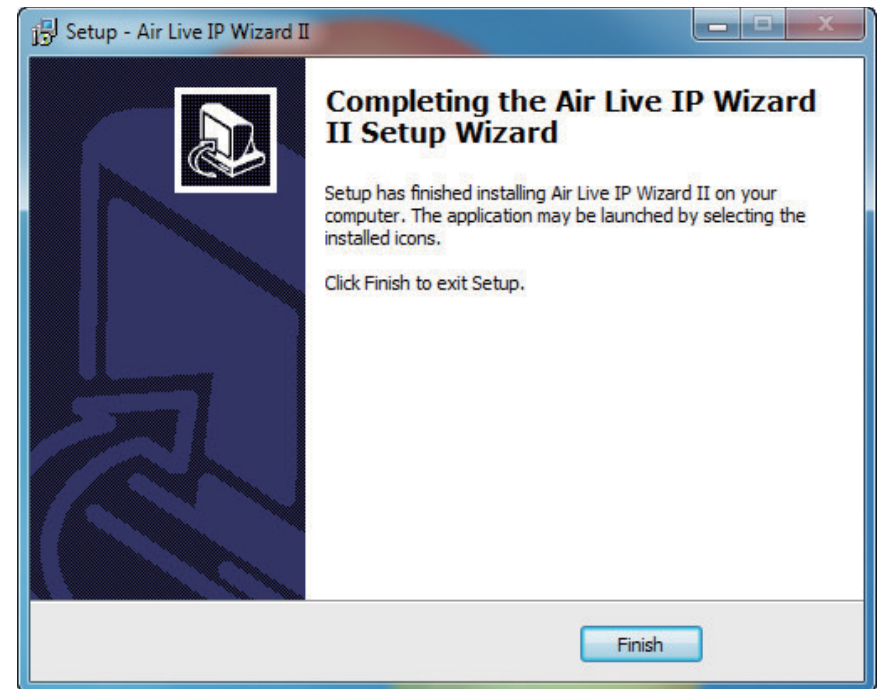 Setup - Air Live IP Wizard II
Completing the Air Live IP Wizard
II Setup Wizard
Setup has finished installing Air Live IP Wizard II on your
computer. The application may be launched by selecting the
installed icons.
Click Finish to exit Setup.
Finish